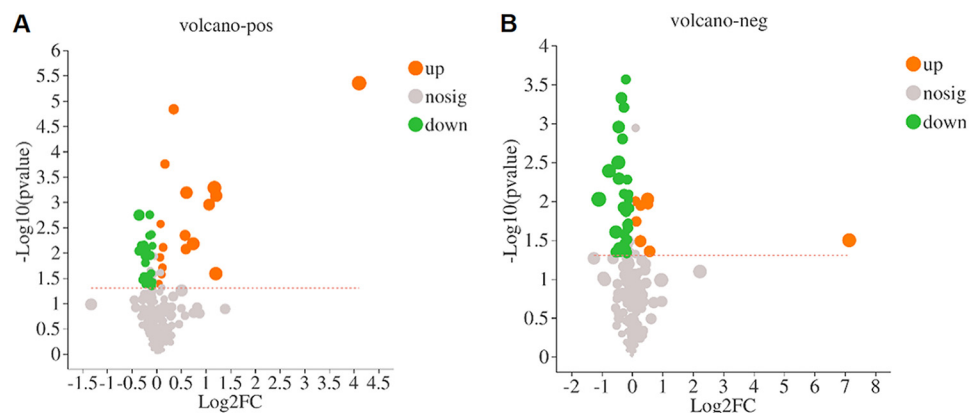 A
volcano-pos
6
5.5
5
4.5
4
3.5
3
2.5
2
1.5
1
0.5
0
-Log10(pvalue)
-1.5 -1 -0.5 0 0.5 1 1.5 2 2.5 3 3.5 4 4.5
Log2FC
up
nosig
down
B
volcano-neg
4
3.5
3
2.5
2
1.5
1
0.5
0
-Log10(pvalue)
-2 -1 0 1 2 3 4 5 6 7 8
Log2FC
up
nosig
down